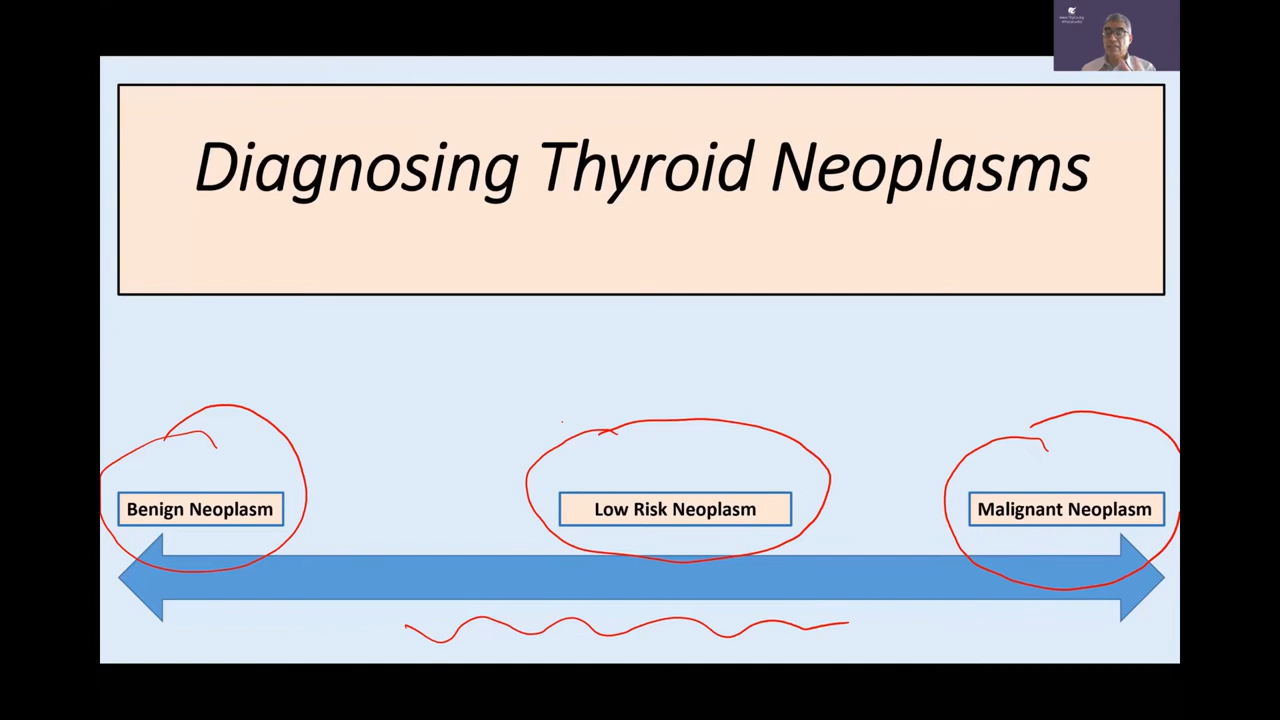 Diagnosing Thyroid Neoplasms
Benign Neoplasm
Low Risk Neoplasm
Malignant Neoplasm